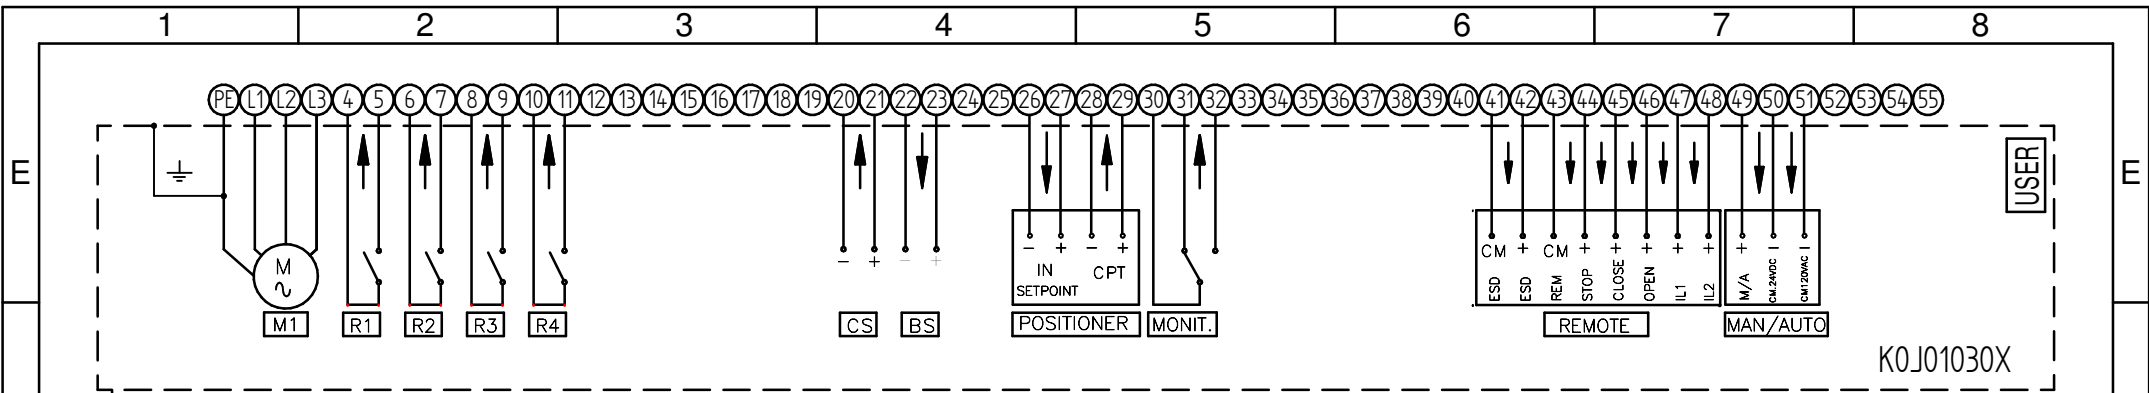 1 2 3 4 5 6 7 8
PE L1 L2 L3 4 5 6 7 8 9 10 11 12 13 14 15 16 17 18 19 20 21 22 23 24 25 26 27 28 29 30 31 32 33 34 35 36 37 38 39 40 41 42 43 44 45 46 47 48 49 50 51 52 53 54 55
E E
USER
M
- + - +
- + - +
IN CPT
SETPOINT
CM + CM + + + + + + - -
ESD
ESD
REM
STOP
CLOSE
OPEN
IL1
IL2
M/A
CM.24VDC
CM120VAC
M1 R1 R2 R3 R4 CS BS POSITIONER MONIT. REMOTE MAN/AUTO
K0J01030X